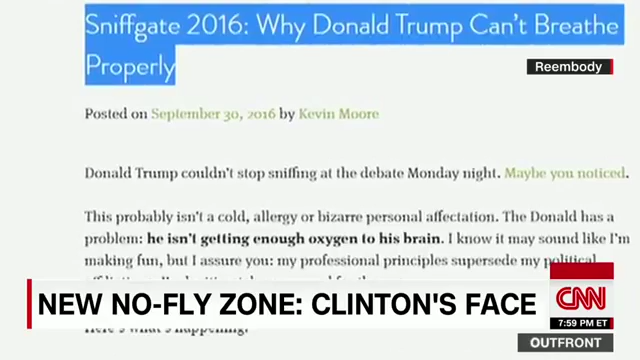 Sniffgate 2016: Why Donald Trump Can't Breathe
Properly
Reembody
Posted on September 30, 2016 by Kevin Moore
Donald Trump couldn't stop sniffing at the debate Monday night. Maybe you noticed.
This probably isn't a cold, allergy or bizarre personal affectation. The Donald has a
problem: he isn't getting enough oxygen to his brain. I know it may sound like I'm
making fun, but I assure you: my professional principles supersede my political
NEW NO-FLY ZONE: CLINTON'S FACE
CNN
7:59 PM ET
OUTFRONT
Here's what's happening: